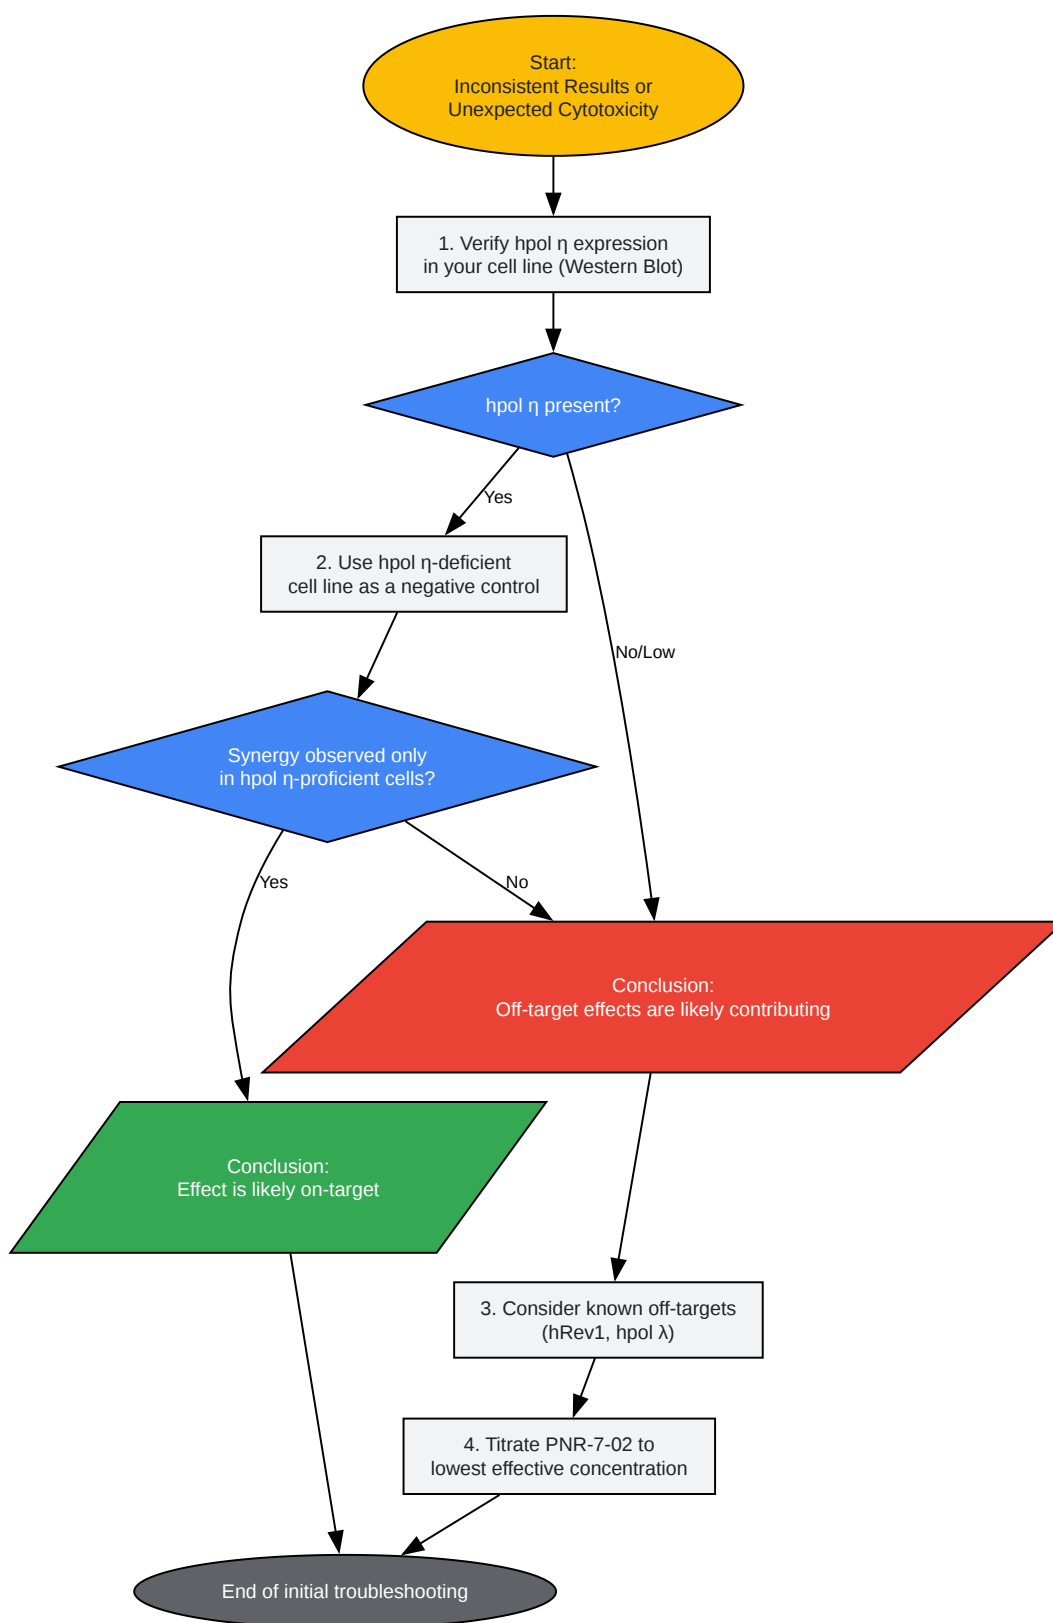 Start:
Inconsistent Results or
Unexpected Cytotoxicity
1. Verify hpol η expression
in your cell line (Western Blot)
hpol η present?
Yes
2. Use hpol η-deficient
cell line as a negative control
No/Low
Synergy observed only
in hpol η-proficient cells?
Yes
No
Conclusion:
Off-target effects are likely contributing
Conclusion:
Effect is likely on-target
3. Consider known off-targets
(hRev1, hpol λ)
4. Titrate PNR-7-02 to
lowest effective concentration
End of initial troubleshooting